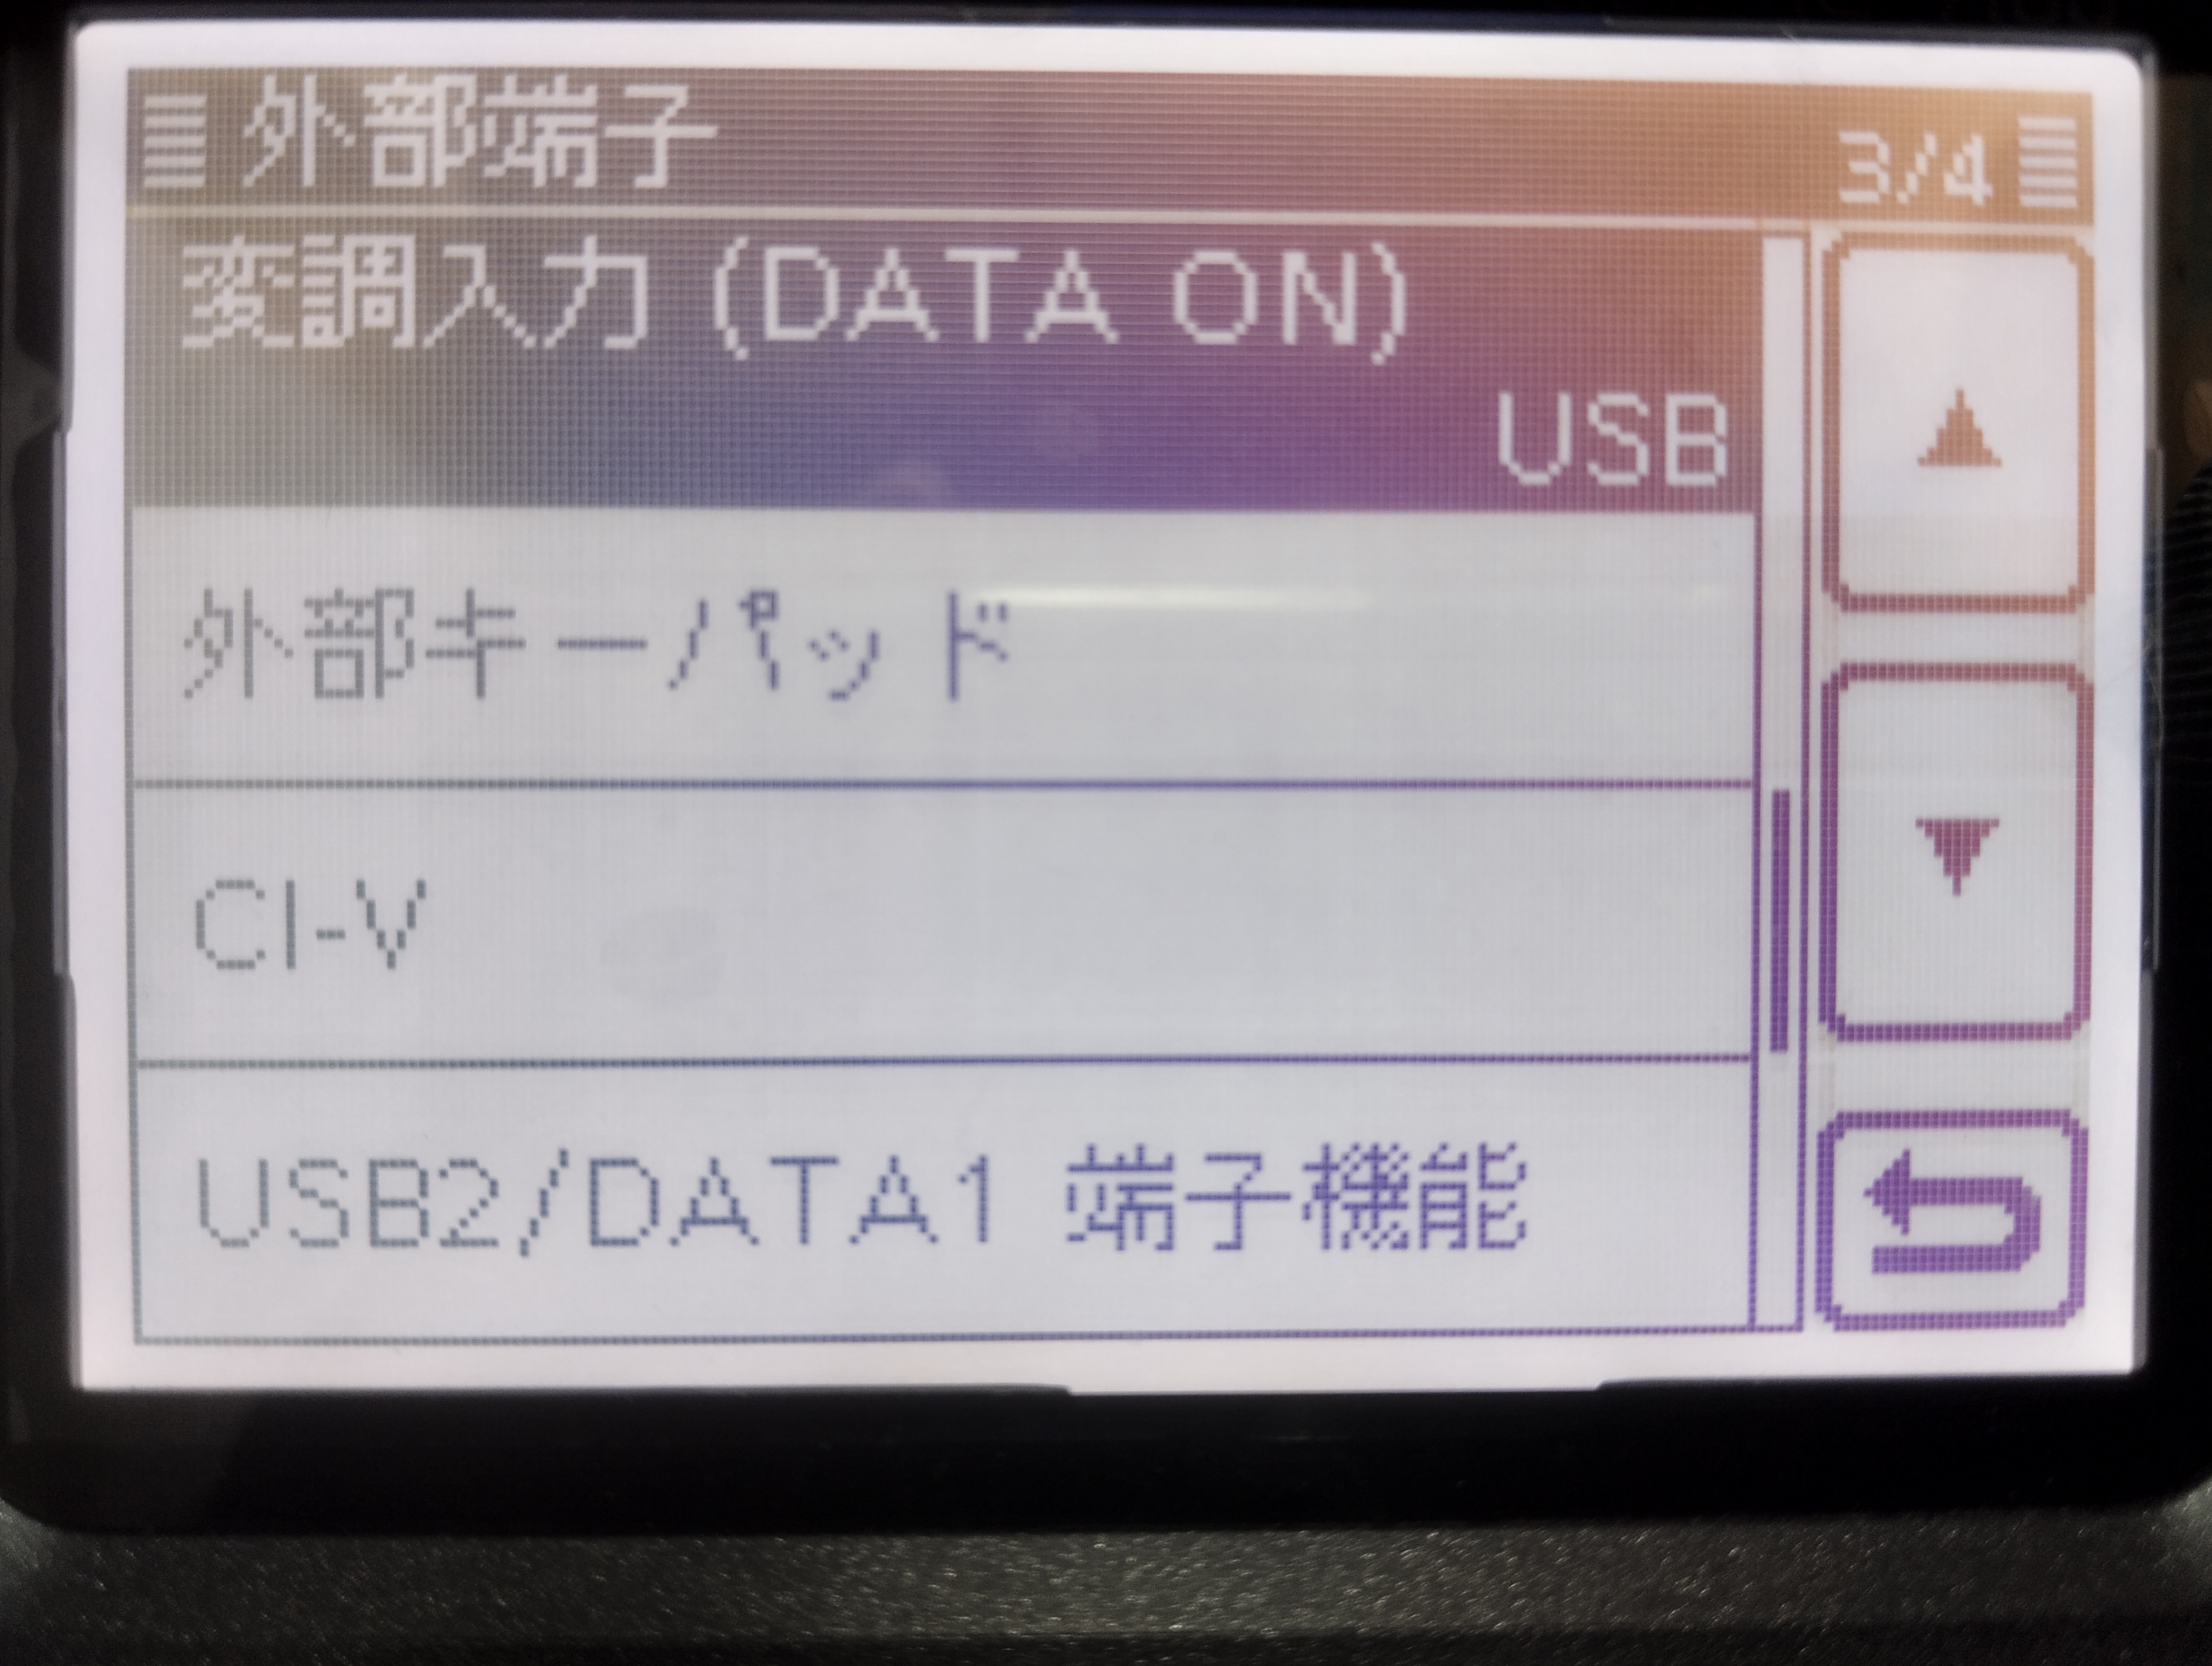 外部端子
3/4
変調入力 (DATA ON)
USB
外部キーパッド
CI-V
USB2/DATA1 端子機能